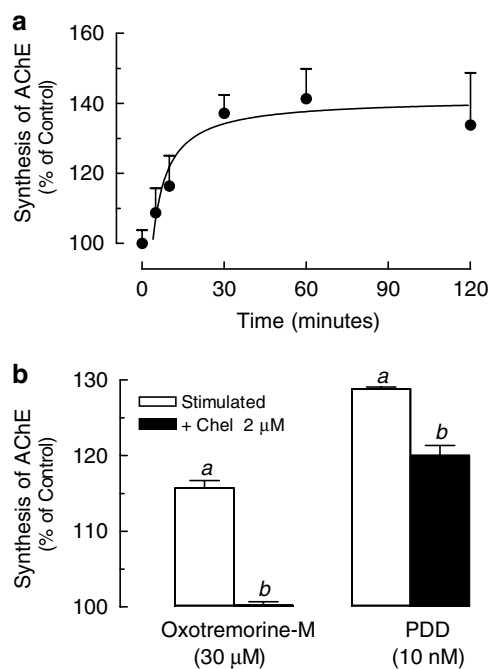 a
Synthesis of AChE
(% of Control)
160
140
120
100
0
30
60
90
120
Time (minutes)
b
Synthesis of AChE
(% of Control)
130
120
115
100
Stimulated
+ Chel 2 μM
a
b
a
b
Oxotremorine-M
(30 μM)
PDD
(10 nM)